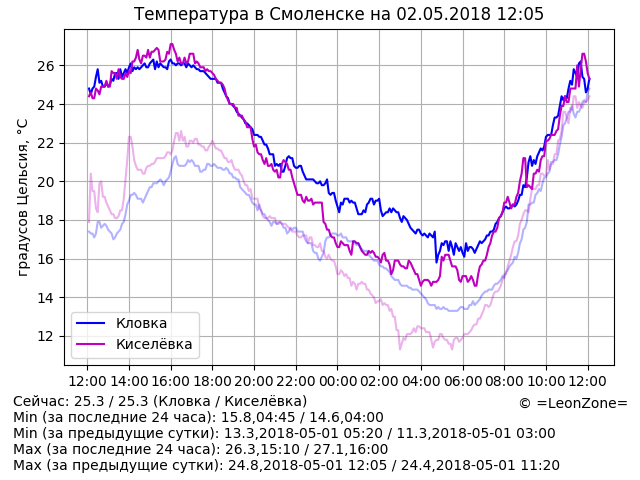 Температура в Смоленске на 02.05.2018 12:05
градусов Цельсия, °C
26
24
22
20
18
16
14
12
Кловка
Киселёвка
12:00 14:00 16:00 18:00 20:00 22:00 00:00 02:00 04:00 06:00 08:00 10:00 12:00
Сейчас: 25.3 / 25.3 (Кловка / Киселёвка)
© =LeonZone=
Min (за последние 24 часа): 15.8,04:45 / 14.6,04:00
Min (за предыдущие сутки): 13.3,2018-05-01 05:20 / 11.3,2018-05-01 03:00
Max (за последние 24 часа): 26.3,15:10 / 27.1,16:00
Max (за предыдущие сутки): 24.8,2018-05-01 12:05 / 24.4,2018-05-01 11:20